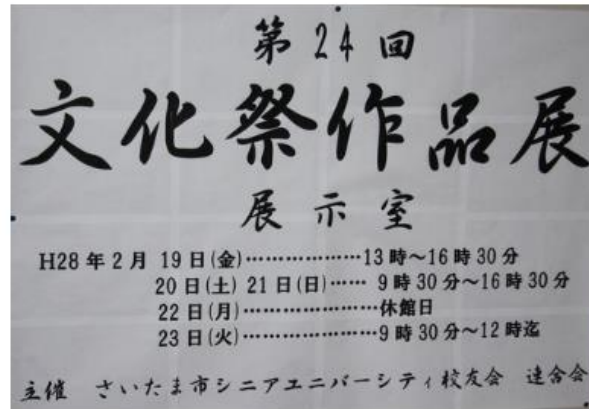 第24回
文化祭作品展
展示室
H28年2月 19日(金)………………13時～16時30分
20日(土) 21日(日)…… 9時30分～16時30分
22日(月)…………………休館日
23日(火)…………………9時30分～12時迄
主催 さいたま市シニアユニバーシティ校友会 連合会